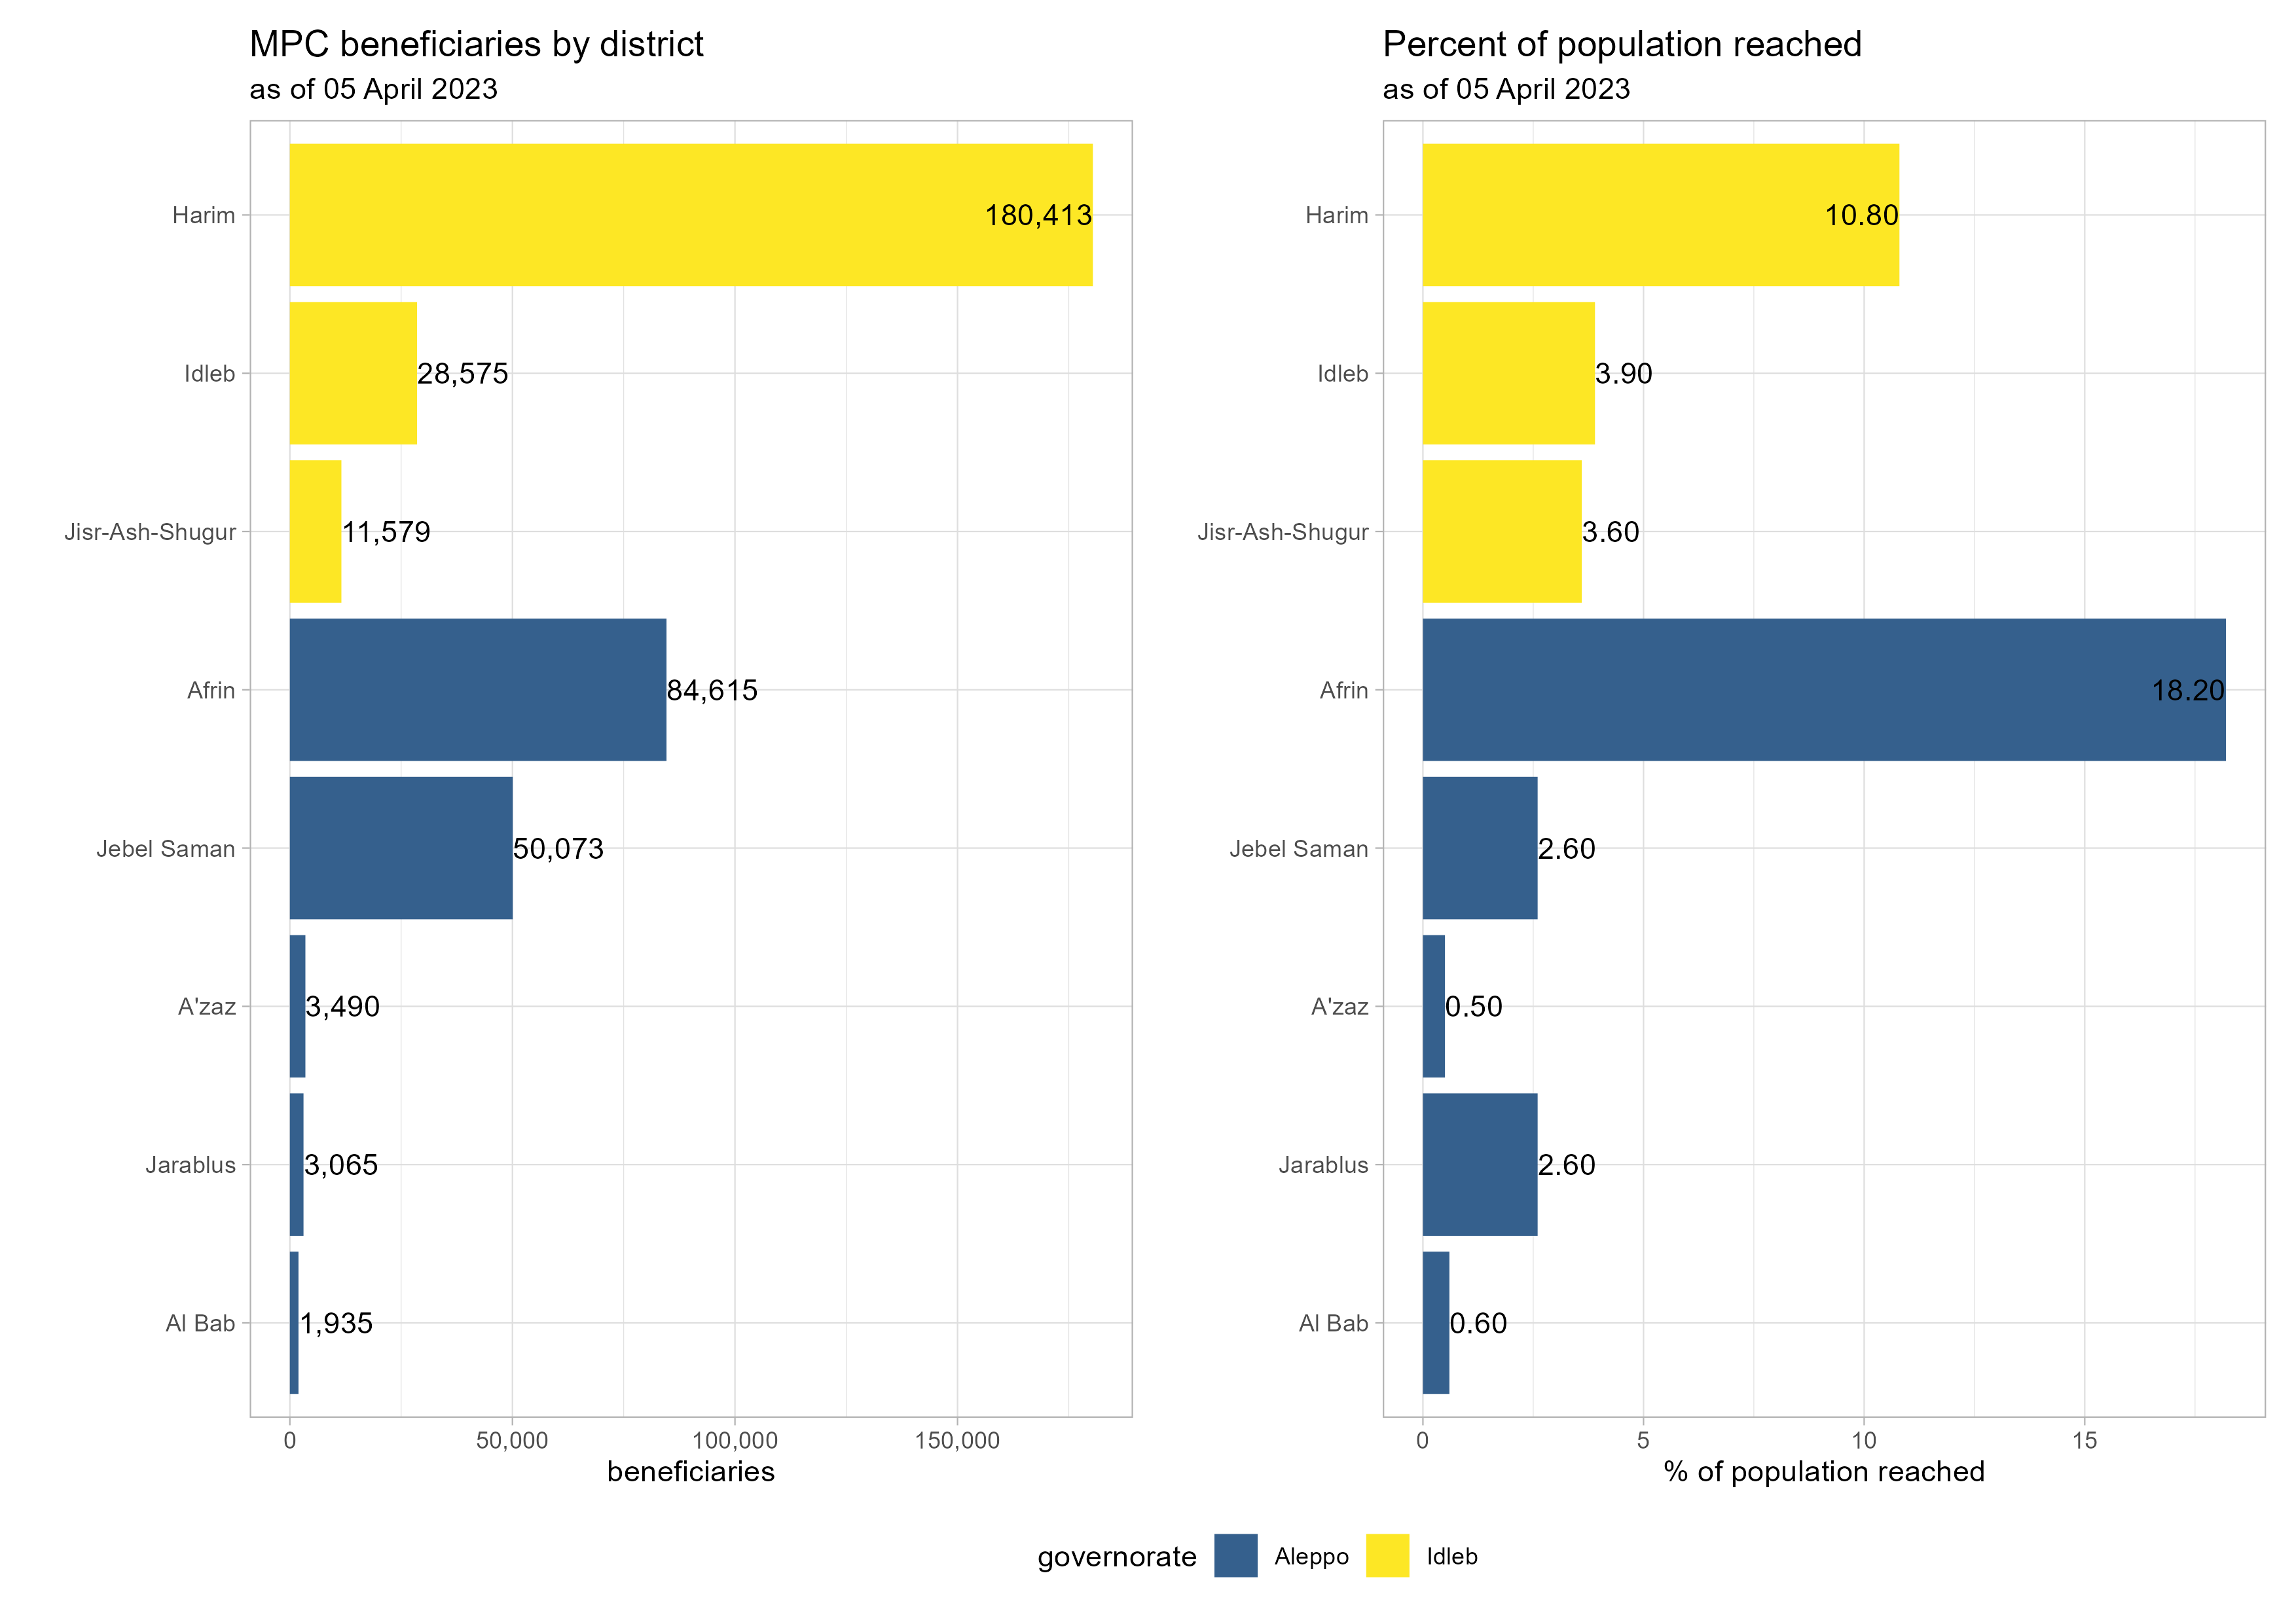 MPC beneficiaries by district
as of 05 April 2023
Harim 180,413
Idleb 28,575
Jisr-Ash-Shugur 11,579
Afrin 84,615
Jebel Saman 50,073
A'zaz 3,490
Jarablus 3,065
Al Bab 1,935
0 50,000 100,000 150,000
beneficiaries
Percent of population reached
as of 05 April 2023
Harim 10.80
Idleb 3.90
Jisr-Ash-Shugur 3.60
Afrin 18.20
Jebel Saman 2.60
A'zaz 0.50
Jarablus 2.60
Al Bab 0.60
0 5 10 15
% of population reached
governorate Aleppo Idleb